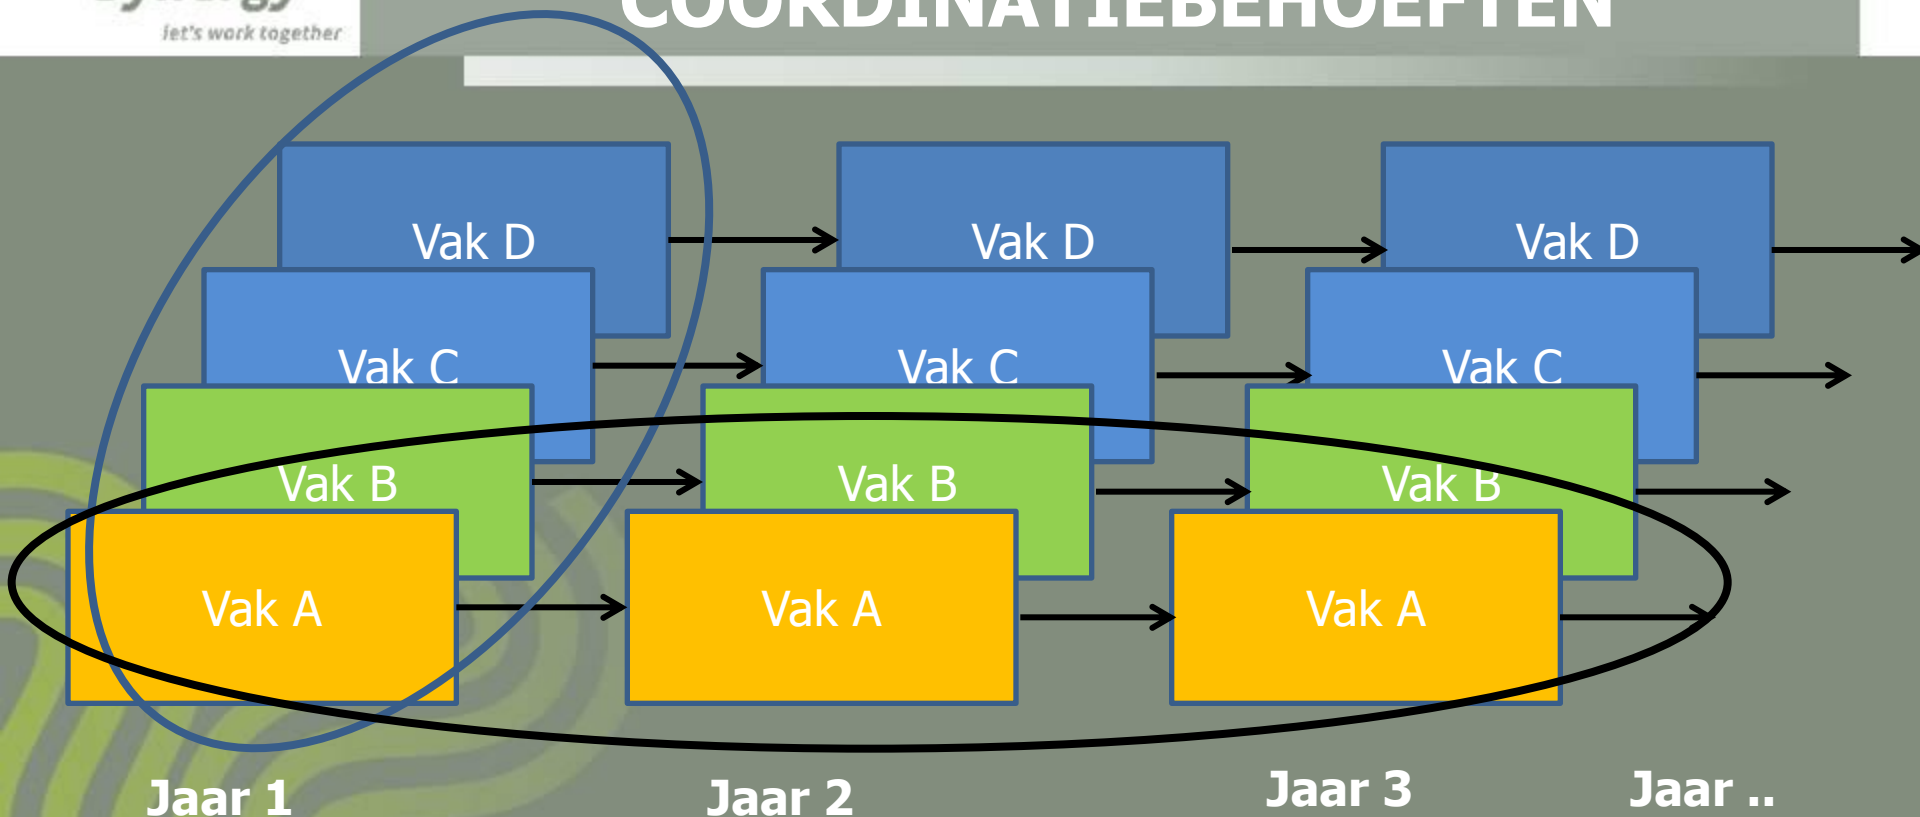 let's work together
COÖRDINATIEBEHOEFTEN
Vak D
Vak D
Vak D
Vak C
Vak C
Vak C
Vak B
Vak B
Vak B
Vak A
Vak A
Vak A
Jaar 1
Jaar 2
Jaar 3
Jaar ..